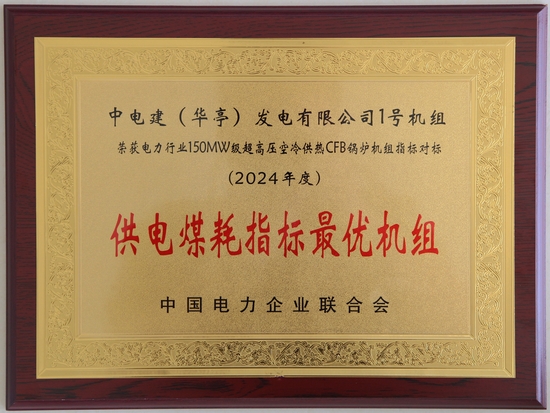 中电建（华亭）发电有限公司1号机组
荣获电力行业150MW级超高压空冷供热CFB锅炉机组指标对标
（2024年度）
供电煤耗指标最优机组
中国电力企业联合会